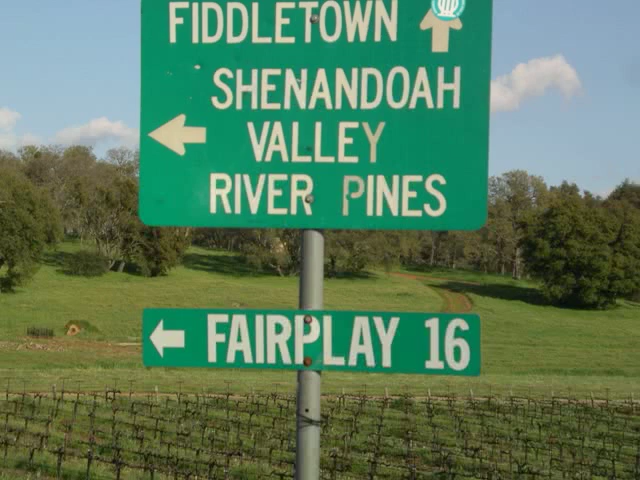 FIDDLETOWN
SHENANDOAH
VALLEY
RIVER PINES
FAIRPLAY 16